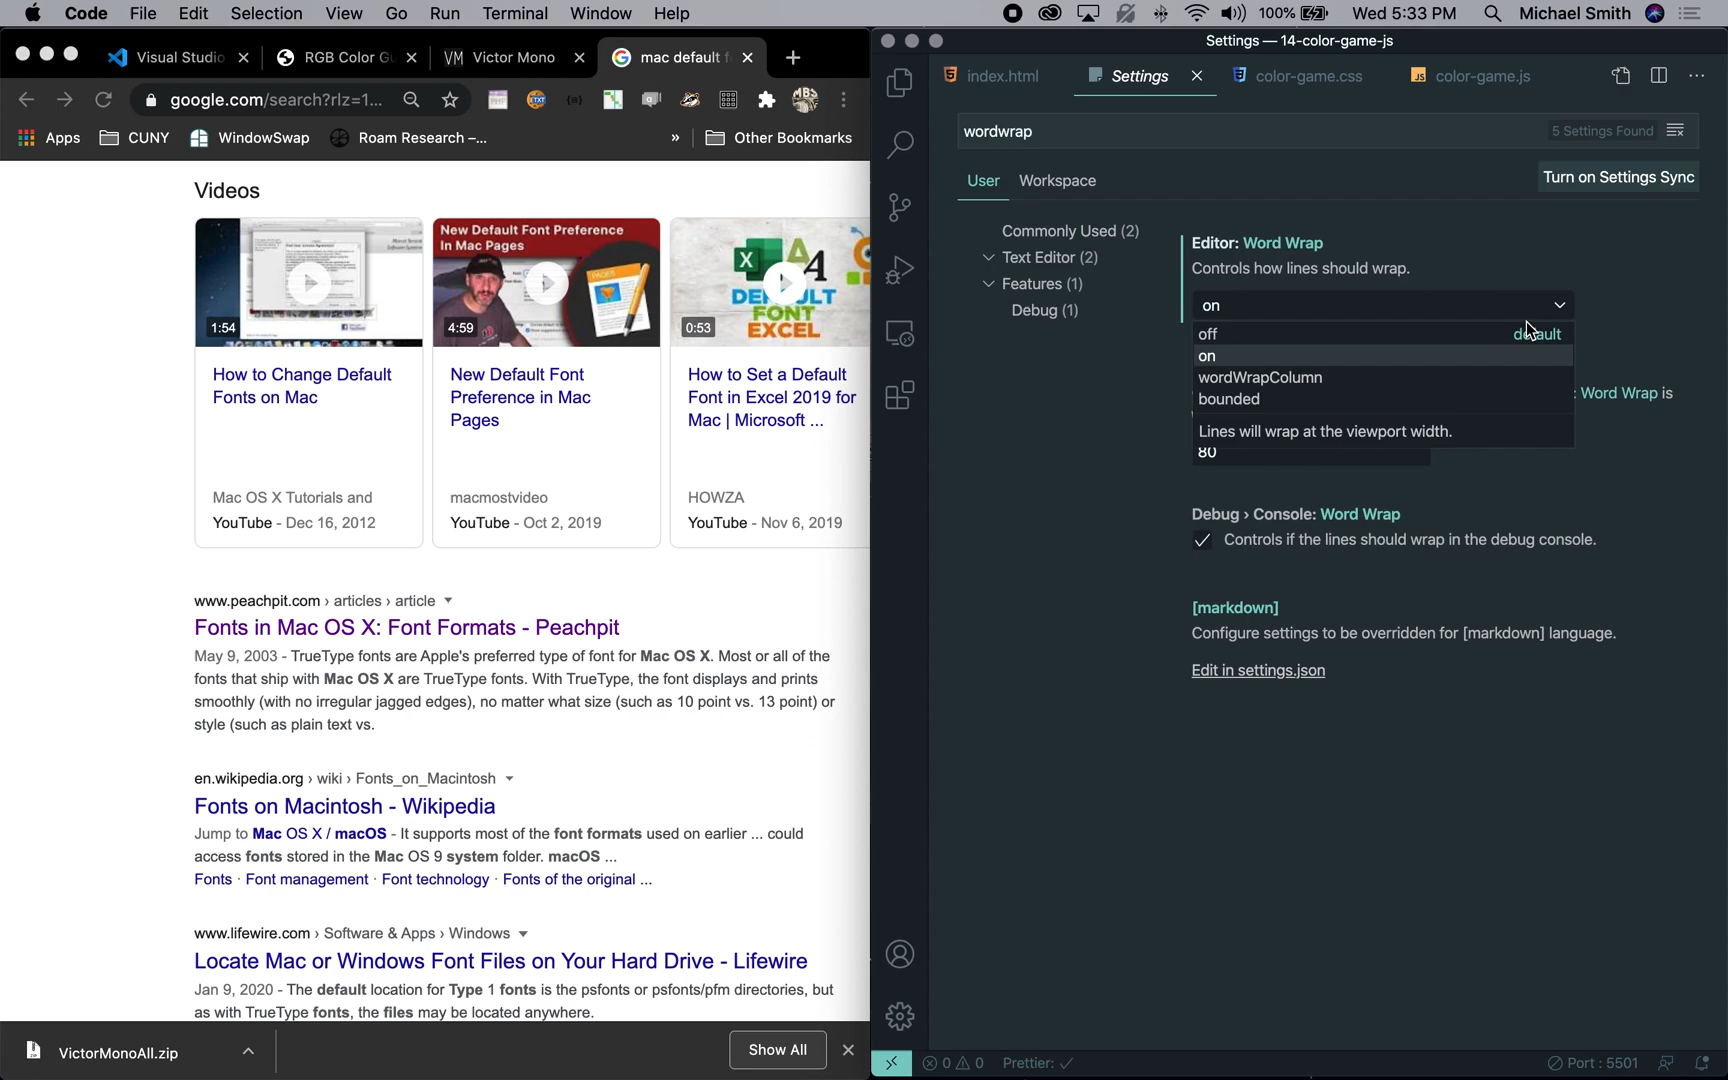 Code File Edit Selection View Go Run Terminal Window Help
100% Wed 5:33 PM Michael Smith
Visual Studio
RGB Color G
VM Victor Mono
mac default f
google.com/search?rlz=1...
Apps CUNY WindowSwap Roam Research –... » Other Bookmarks
Videos
1:54
How to Change Default
Fonts on Mac
Mac OS X Tutorials and
YouTube - Dec 16, 2012
New Default Font Preference
In Mac Pages
4:59
New Default Font
Preference in Mac
Pages
macmostvideo
YouTube - Oct 2, 2019
DEFAULT
FONT
EXCEL
0:53
How to Set a Default
Font in Excel 2019 for
Mac | Microsoft ...
HOWZA
YouTube - Nov 6, 2019
www.peachpit.com › articles › article
Fonts in Mac OS X: Font Formats - Peachpit
May 9, 2003 - TrueType fonts are Apple's preferred type of font for Mac OS X. Most or all of the
fonts that ship with Mac OS X are TrueType fonts. With TrueType, the font displays and prints
smoothly (with no irregular jagged edges), no matter what size (such as 10 point vs. 13 point) or
style (such as plain text vs.
en.wikipedia.org › wiki › Fonts_on_Macintosh
Fonts on Macintosh - Wikipedia
Jump to Mac OS X / macOS - It supports most of the font formats used on earlier ... could
access fonts stored in the Mac OS 9 system folder. macOS ...
Fonts · Font management · Font technology · Fonts of the original ...
www.lifewire.com › Software & Apps › Windows
Locate Mac or Windows Font Files on Your Hard Drive - Lifewire
Jan 9, 2020 - The default location for Type 1 fonts is the psfonts or psfonts/pfm directories, but
as with TrueType fonts, the files may be located anywhere.
VictorMonoAll.zip
Show All
Settings — 14-color-game-js
index.html Settings color-game.css JS color-game.js
wordwrap
5 Settings Found
User Workspace
Turn on Settings Sync
Commonly Used (2)
Text Editor (2)
Features (1)
Debug (1)
Editor: Word Wrap
Controls how lines should wrap.
on
off default
on
wordWrapColumn
bounded
Lines will wrap at the viewport width.
: Word Wrap is
80
Debug › Console: Word Wrap
Controls if the lines should wrap in the debug console.
[markdown]
Configure settings to be overridden for [markdown] language.
Edit in settings.json
0 0 Prettier: ✓
Port : 5501